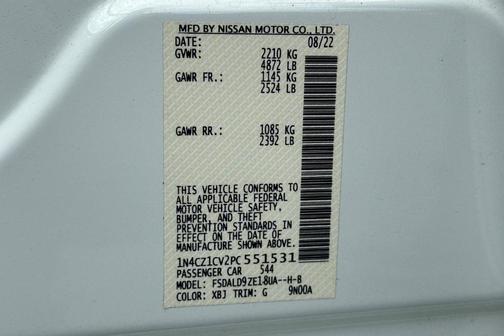 MFD BY NISSAN MOTOR CO., LTD.
DATE: 08/22
GVWR: 2210 KG
4872 LB
GAWR FR.: 1145 KG
2524 LB
GAWR RR.: 1085 KG
2392 LB
THIS VEHICLE CONFORMS TO
ALL APPLICABLE FEDERAL
MOTOR VEHICLE SAFETY,
BUMPER, AND THEFT
PREVENTION STANDARDS IN
EFFECT ON THE DATE OF
MANUFACTURE SHOWN ABOVE.
1N4CZ1CV2PC551531
PASSENGER CAR 544
MODEL: FSDALD9ZE18UA--H-B
COLOR: XBJ TRIM: G 9N00A